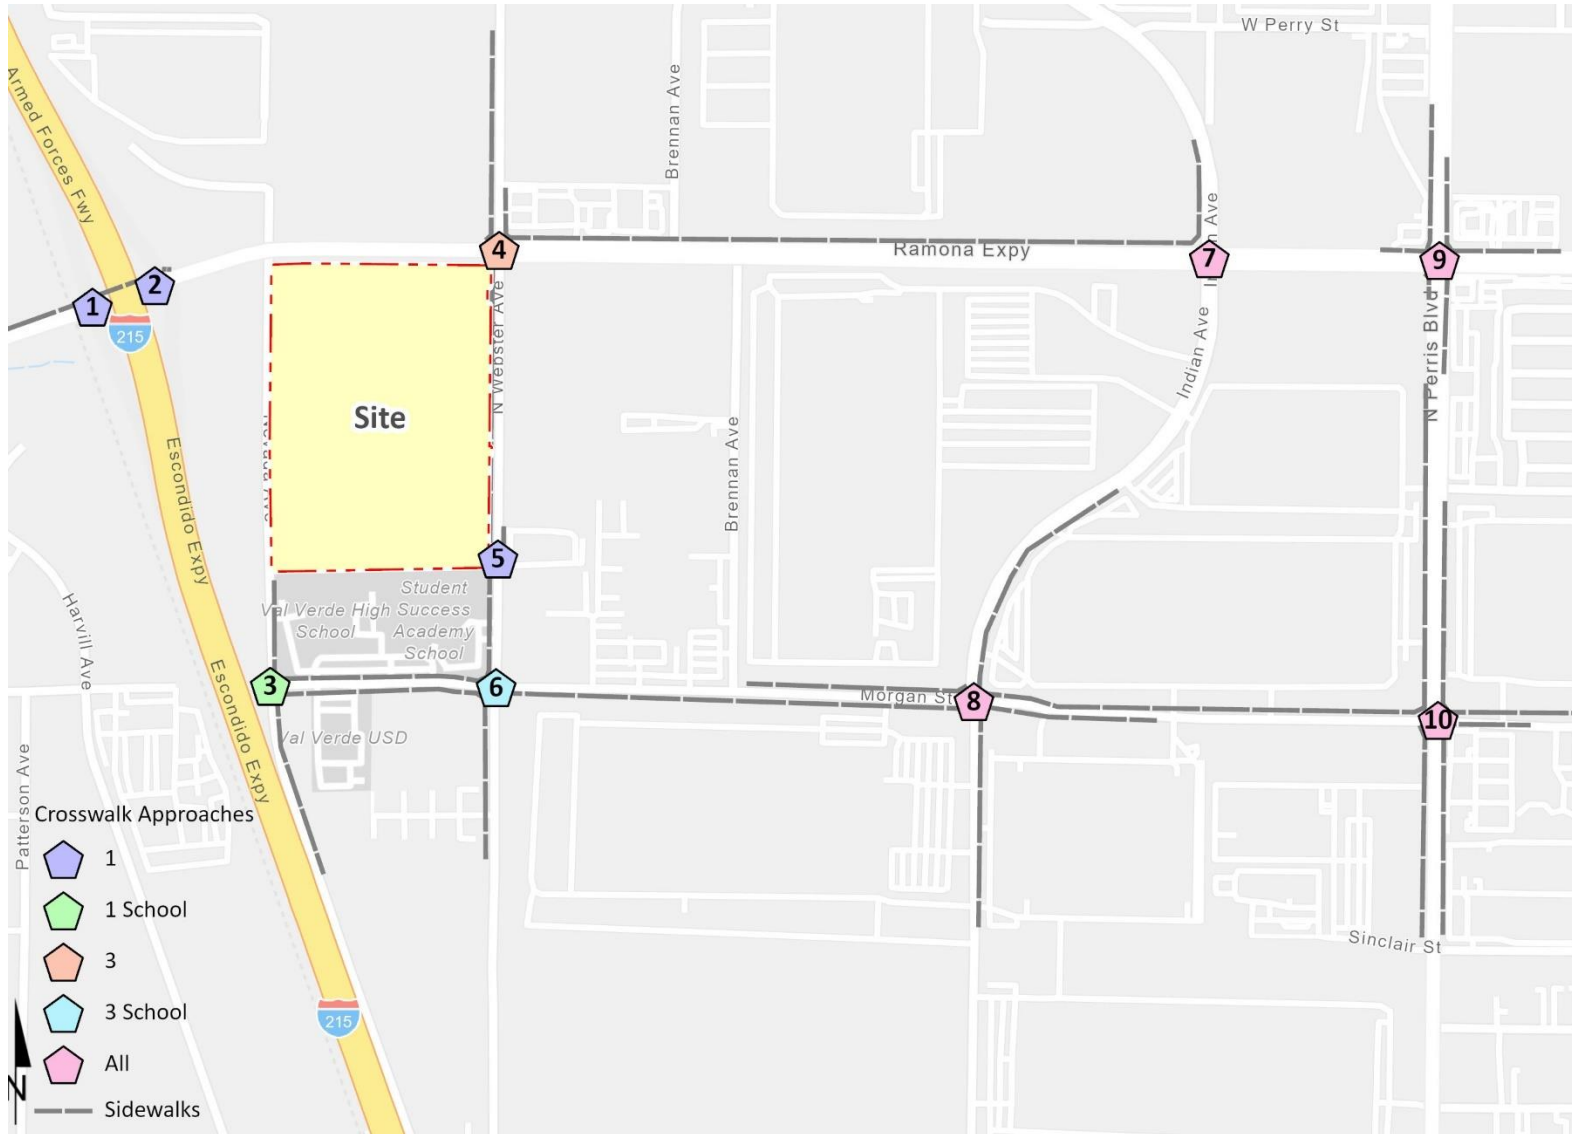 W Perry St
Armed Forces Fwy
Brennan Ave
Ramona Expy
Indian Ave
N Webster Ave
N Perris Blvd
1
2
4
7
9
215
Site
Escondido Expy
Brennan Ave
5
Student
Val Verde High Success
School Academy
School
Harvill Ave
Escondido Expy
3
6
Morgan St
8
10
Val Verde USD
Patterson Ave
Sinclair St
215
Crosswalk Approaches
1
1 School
3
3 School
All
Sidewalks
N